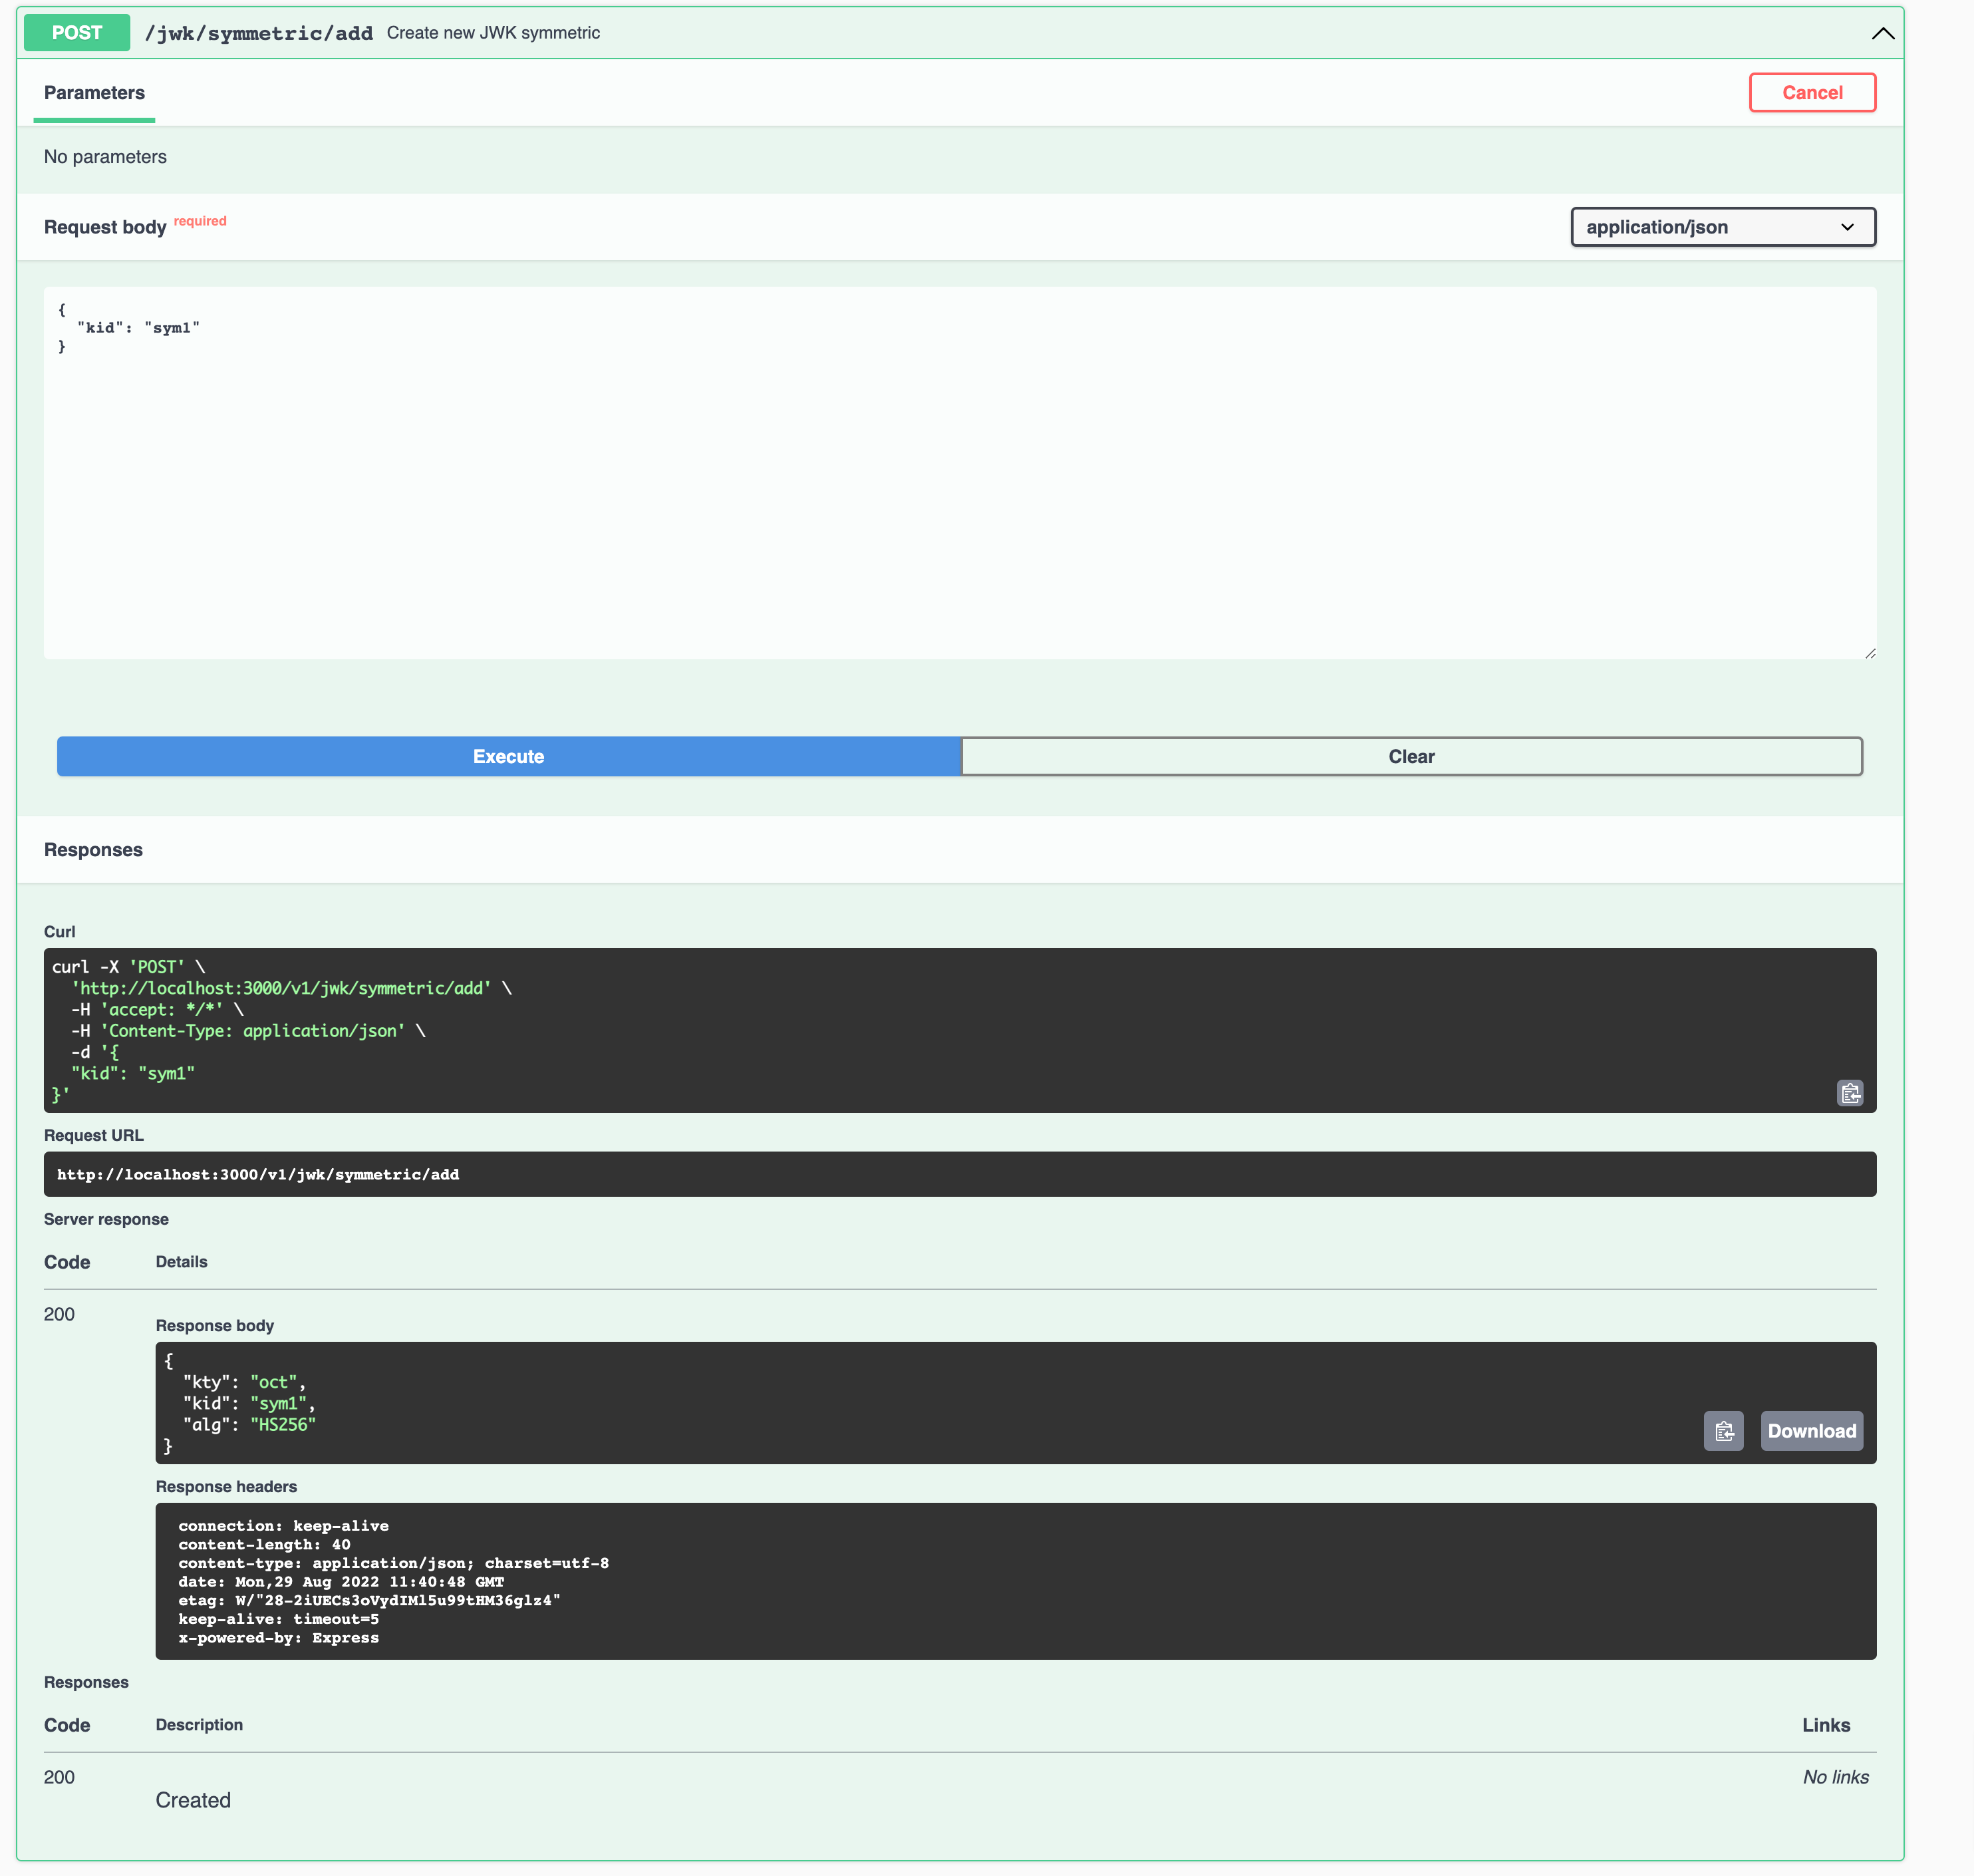 POST /jwk/symmetric/add Create new JWK symmetric
Parameters
Cancel
No parameters
Request body required
application/json
{
  "kid": "sym1"
}
Execute
Clear
Responses
Curl
curl -X 'POST' \
  'http://localhost:3000/v1/jwk/symmetric/add' \
  -H 'accept: */*' \
  -H 'Content-Type: application/json' \
  -d '{
  "kid": "sym1"
}'
Request URL
http://localhost:3000/v1/jwk/symmetric/add
Server response
Code Details
200
Response body
{
  "kty": "oct",
  "kid": "sym1",
  "alg": "HS256"
}
Download
Response headers
connection: keep-alive
content-length: 40
content-type: application/json; charset=utf-8
date: Mon,29 Aug 2022 11:40:48 GMT
etag: W/"28-2iUECs3oVydIMl5u99tHM36glz4"
keep-alive: timeout=5
x-powered-by: Express
Responses
Code Description Links
200
Created
No links